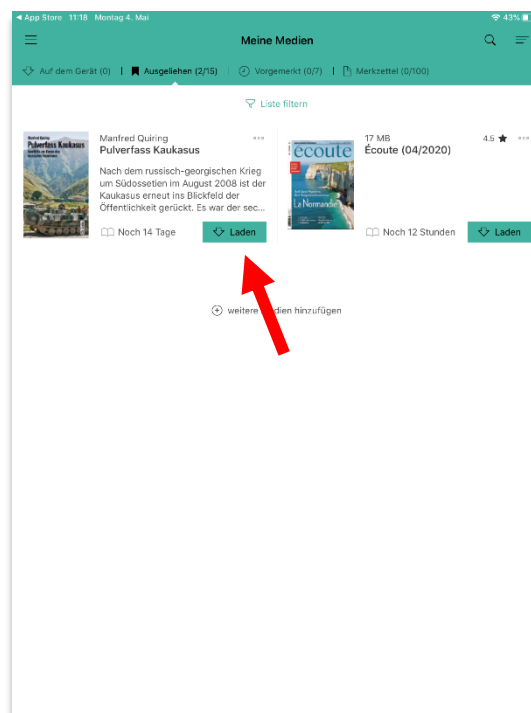 ◀ App Store 11:18 Montag 4. Mai 43%
Meine Medien
Auf dem Gerät (0) | Ausgeliehen (2/15) | Vorgemerkt (0/7) | Merkzettel (0/100)
Liste filtern
Manfred Quiring
Pulverfass Kaukasus
Manfred Quiring
Pulverfass Kaukasus
Nach dem russisch-georgischen Krieg
um Südossetien im August 2008 ist der
Kaukasus erneut ins Blickfeld der
Öffentlichkeit gerückt. Es war der sec...
Noch 14 Tage
Laden
écoute
La Normandie
17 MB 4.5 ★
Écoute (04/2020)
Noch 12 Stunden
Laden
weitere dien hinzufügen